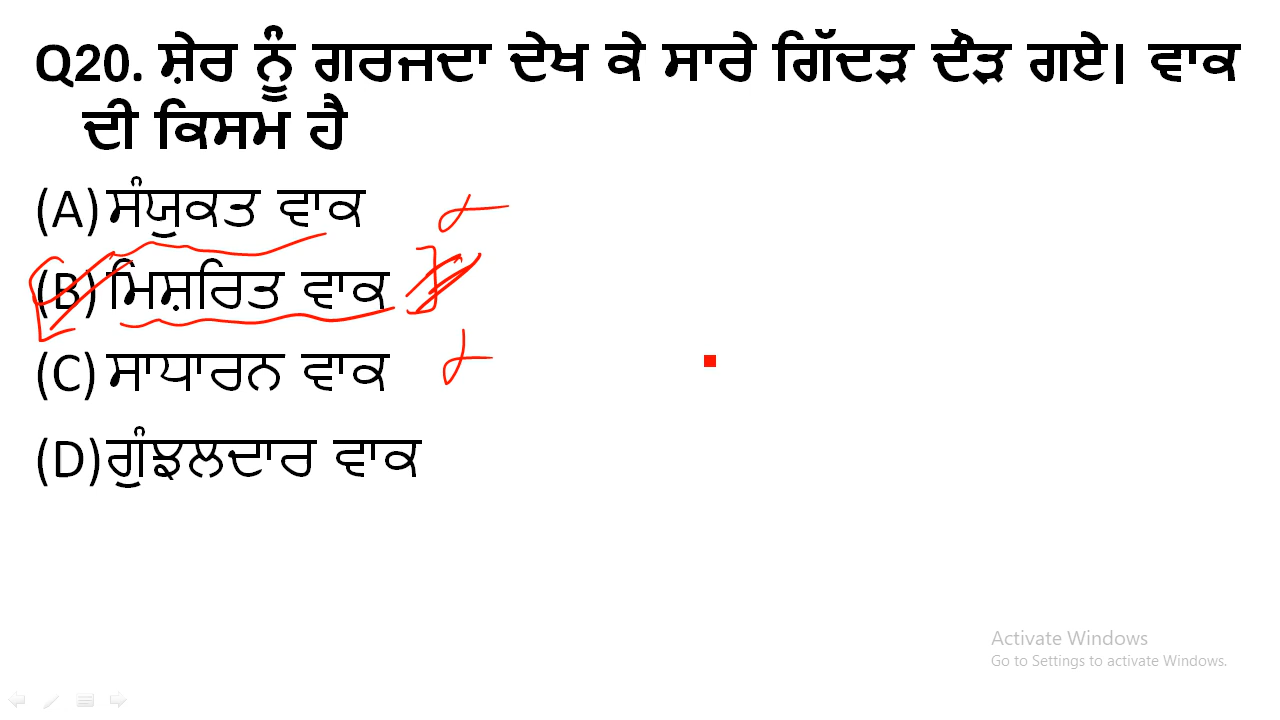 Q20. ਸ਼ੇਰ ਨੂੰ ਗਰਜਦਾ ਦੇਖ ਕੇ ਸਾਰੇ ਗਿੱਦੜ ਦੌੜ ਗਏ। ਵਾਕ
ਦੀ ਕਿਸਮ ਹੈ
(A) ਸੰਯੁਕਤ ਵਾਕ
(B) ਮਿਸ਼ਰਿਤ ਵਾਕ
(C) ਸਾਧਾਰਨ ਵਾਕ
(D) ਗੁੰਝਲਦਾਰ ਵਾਕ
Activate Windows
Go to Settings to activate Windows.